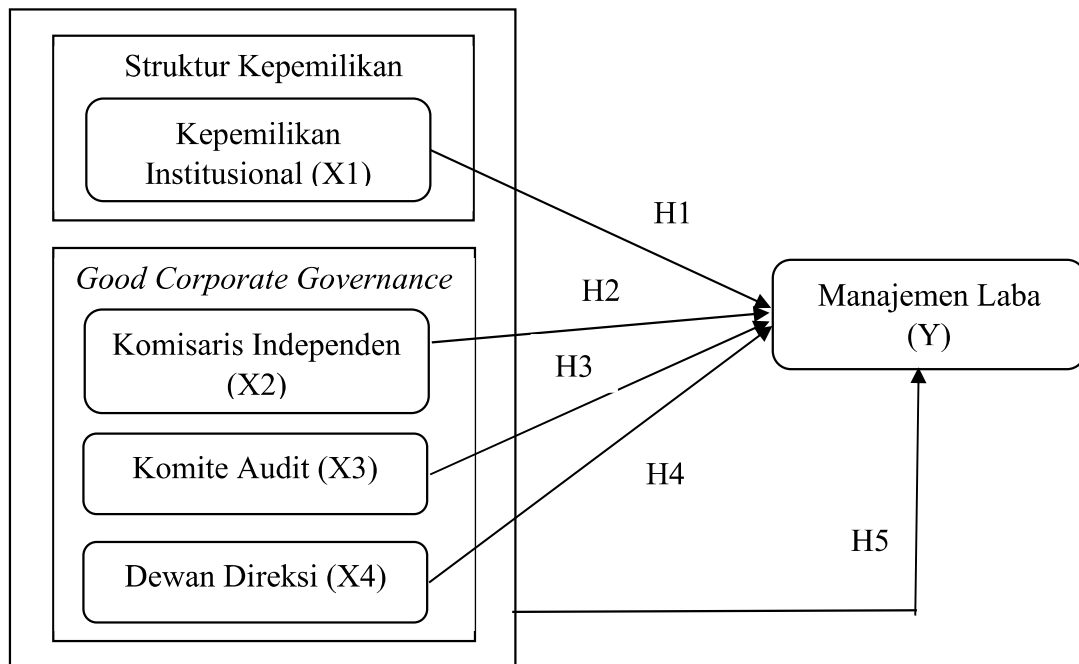 Struktur Kepemilikan
Kepemilikan
Institusional (X1)
H1
Good Corporate Governance
H2
Komisaris Independen
(X2)
H3
Komite Audit (X3)
H4
Dewan Direksi (X4)
H5
Manajemen Laba
(Y)